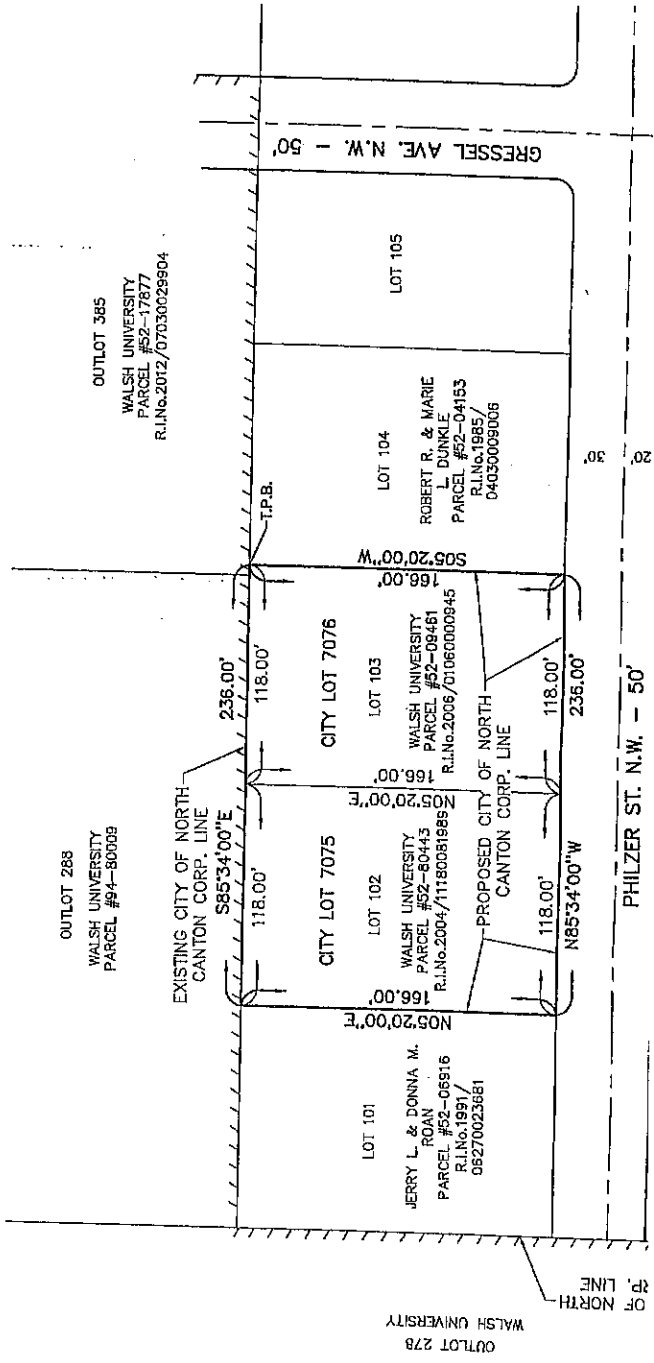 OUTLOT 288
WALSH UNIVERSITY
PARCEL #94-80009
OUTLOT 385
WALSH UNIVERSITY
PARCEL #52-17877
R.I.No.2012/07030029904
EXISTING CITY OF NORTH
CANTON CORP. LINE
S85°34'00"E
236.00'
118.00'
118.00'
T.P.B.
GRESSEL AVE. N.W. - 50'
LOT 101
JERRY L. & DONNA M.
ROAN
PARCEL #52-06916
R.I.No.1991/
06270023681
N05°20'00"E
166.00'
CITY LOT 7075
LOT 102
WALSH UNIVERSITY
PARCEL #52-80443
R.I.No.2004/11180081989
N05°20'00"E
166.00'
CITY LOT 7076
LOT 103
WALSH UNIVERSITY
PARCEL #52-09461
R.I.No.2006/01060000945
S05°20'00"W
166.00'
LOT 104
ROBERT R. & MARIE
L. DUNKLE
PARCEL #52-04153
R.I.No.1985/
04030009006
LOT 105
PROPOSED CITY OF NORTH
CANTON CORP. LINE
118.00'
118.00'
N85°34'00"W
236.00'
30'
20'
PHILZER ST. N.W. - 50'
OUTLOT 278
WALSH UNIVERSITY
OF NORTH
RP. LINE